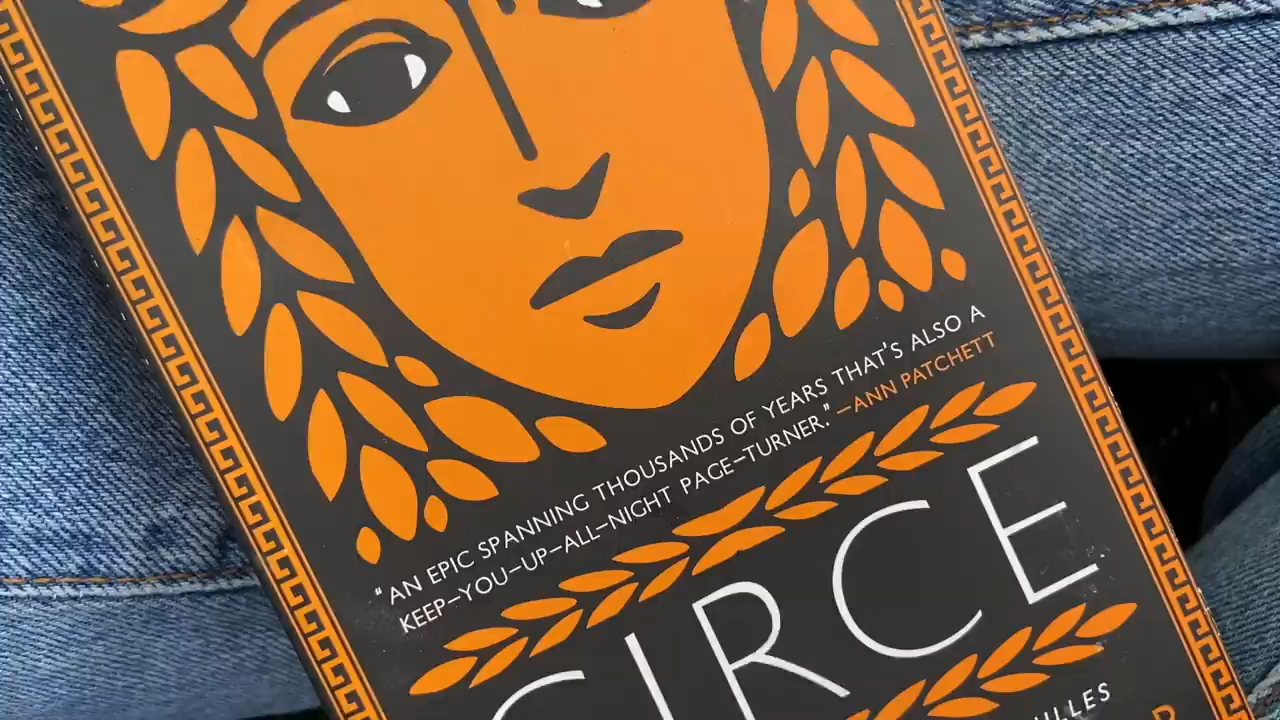 "AN EPIC SPANNING THOUSANDS OF YEARS THAT'S ALSO A
KEEP–YOU–UP–ALL–NIGHT PAGE–TURNER." —ANN PATCHETT
CIRCE